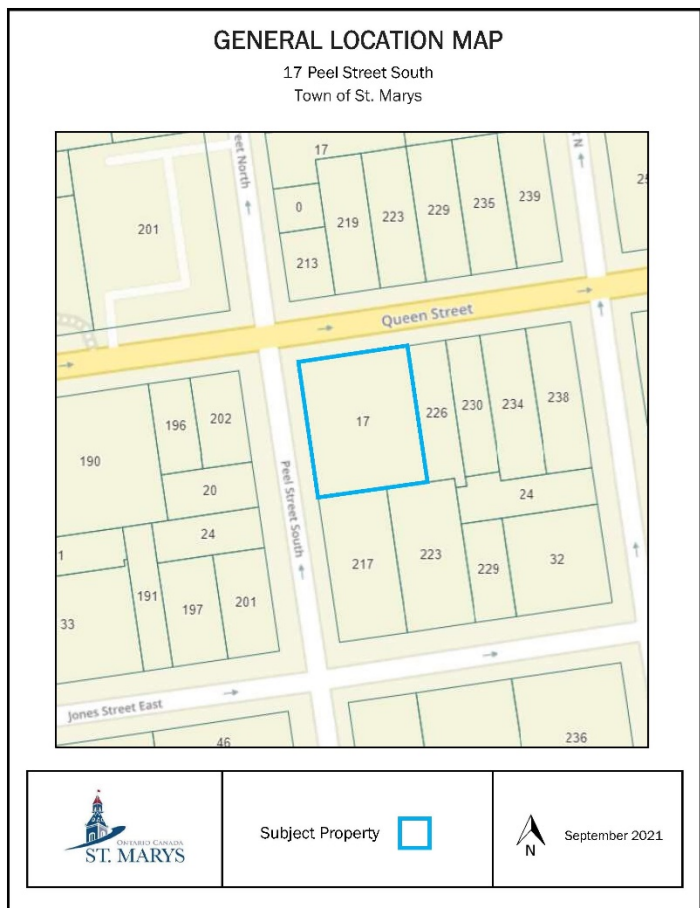 GENERAL LOCATION MAP
17 Peel Street South
Town of St. Marys
eet North
17
t N
0
219
223
229
235
239
201
213
Queen Street
17
226
230
234
238
196
202
190
20
24
Peel Street South
24
1
217
223
229
32
191
197
201
33
Jones Street East
46
236
ONTARIO CANADA
ST. MARYS
Subject Property
N
September 2021